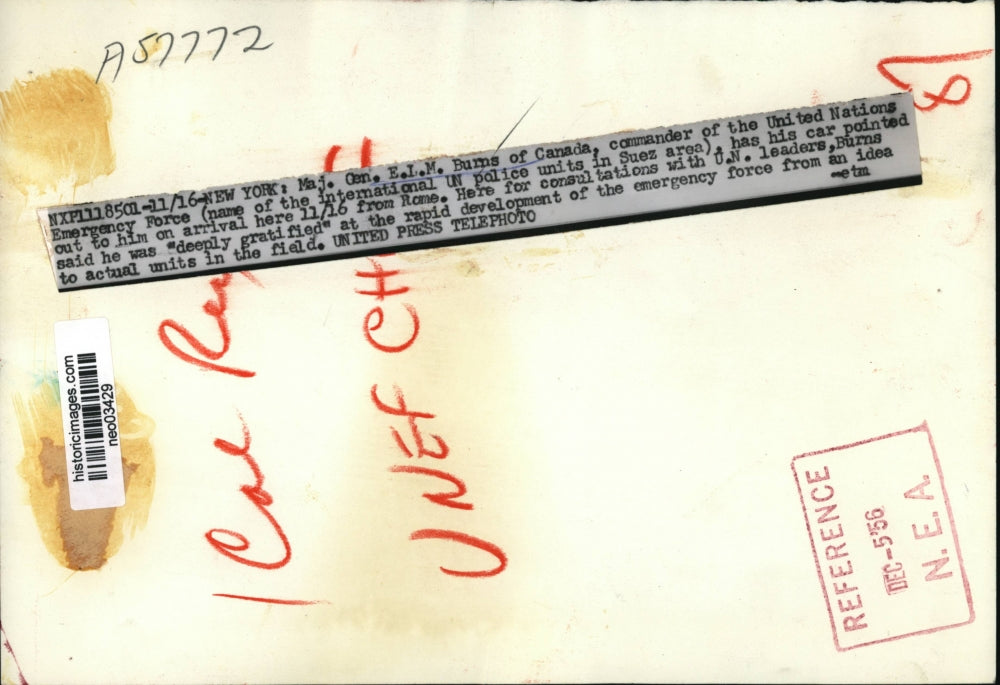 A57772
87
NXP1118501-11/16-NEW YORK: Maj. Gen. E.L.M. Burns of Canada, commander of the United Nations
Emergency Force (name of the international UN police units in Suez area), has his car pointed
out to him on arrival here 11/16 from Rome. Here for consultations with U.N. leaders, Burns
said he was "deeply gratified" at the rapid development of the emergency force from an idea
to actual units in the field. UNITED PRESS TELEPHOTO
-etm
historicimages.com
neo03429
1 Col
UNEF
REFERENCE
DEC-5'56
N.E.A.